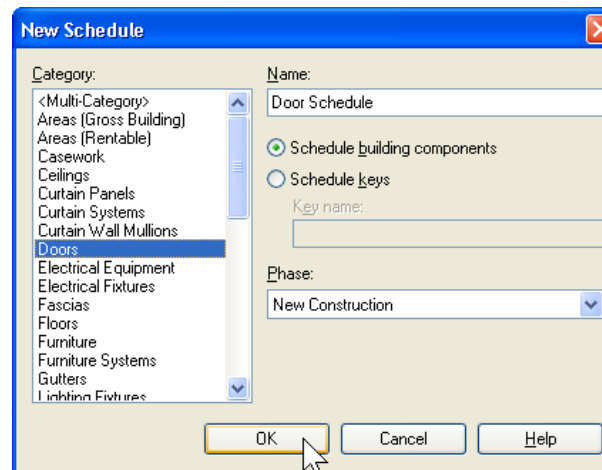 New Schedule
Category:
<Multi-Category>
Areas (Gross Building)
Areas (Rentable)
Casework
Ceilings
Curtain Panels
Curtain Systems
Curtain Wall Mullions
Doors
Electrical Equipment
Electrical Fixtures
Fascias
Floors
Furniture
Furniture Systems
Gutters
Lighting Fixtures
Name:
Door Schedule
Schedule building components
Schedule keys
Key name:
Phase:
New Construction
OK
Cancel
Help